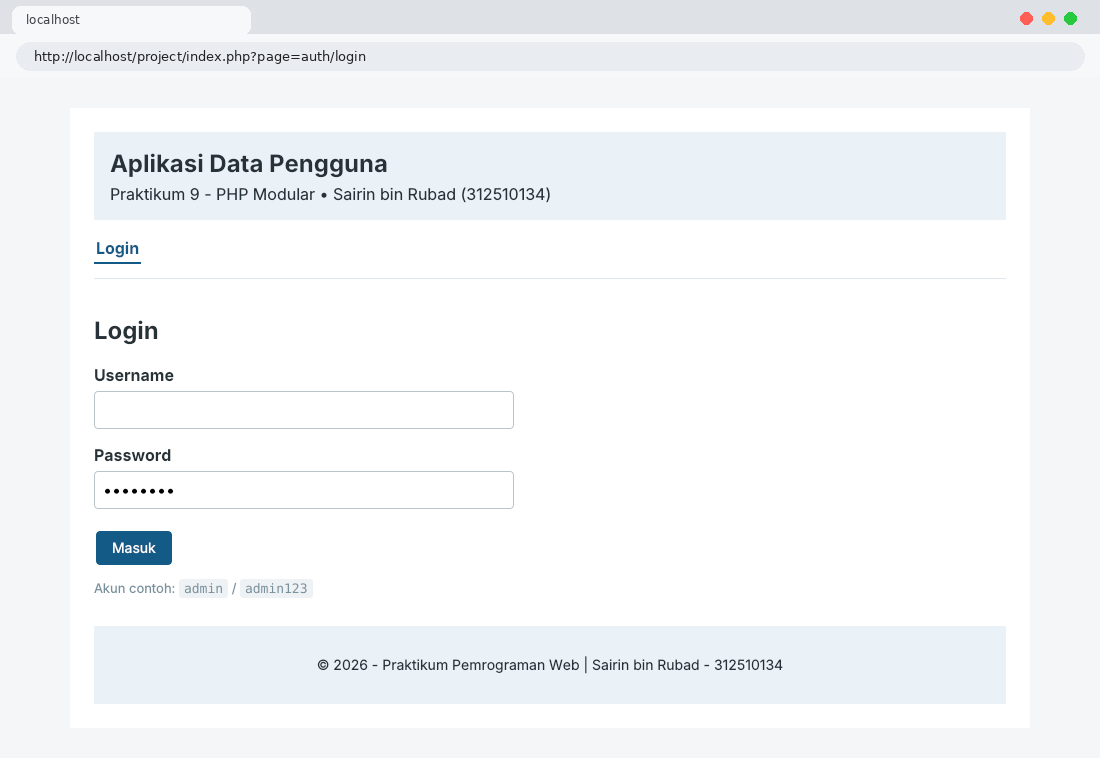 localhost
http://localhost/project/index.php?page=auth/login
Aplikasi Data Pengguna
Praktikum 9 - PHP Modular • Sairin bin Rubad (312510134)
Login
Login
Username
Password
••••••••
Masuk
Akun contoh: admin / admin123
© 2026 - Praktikum Pemrograman Web | Sairin bin Rubad - 312510134